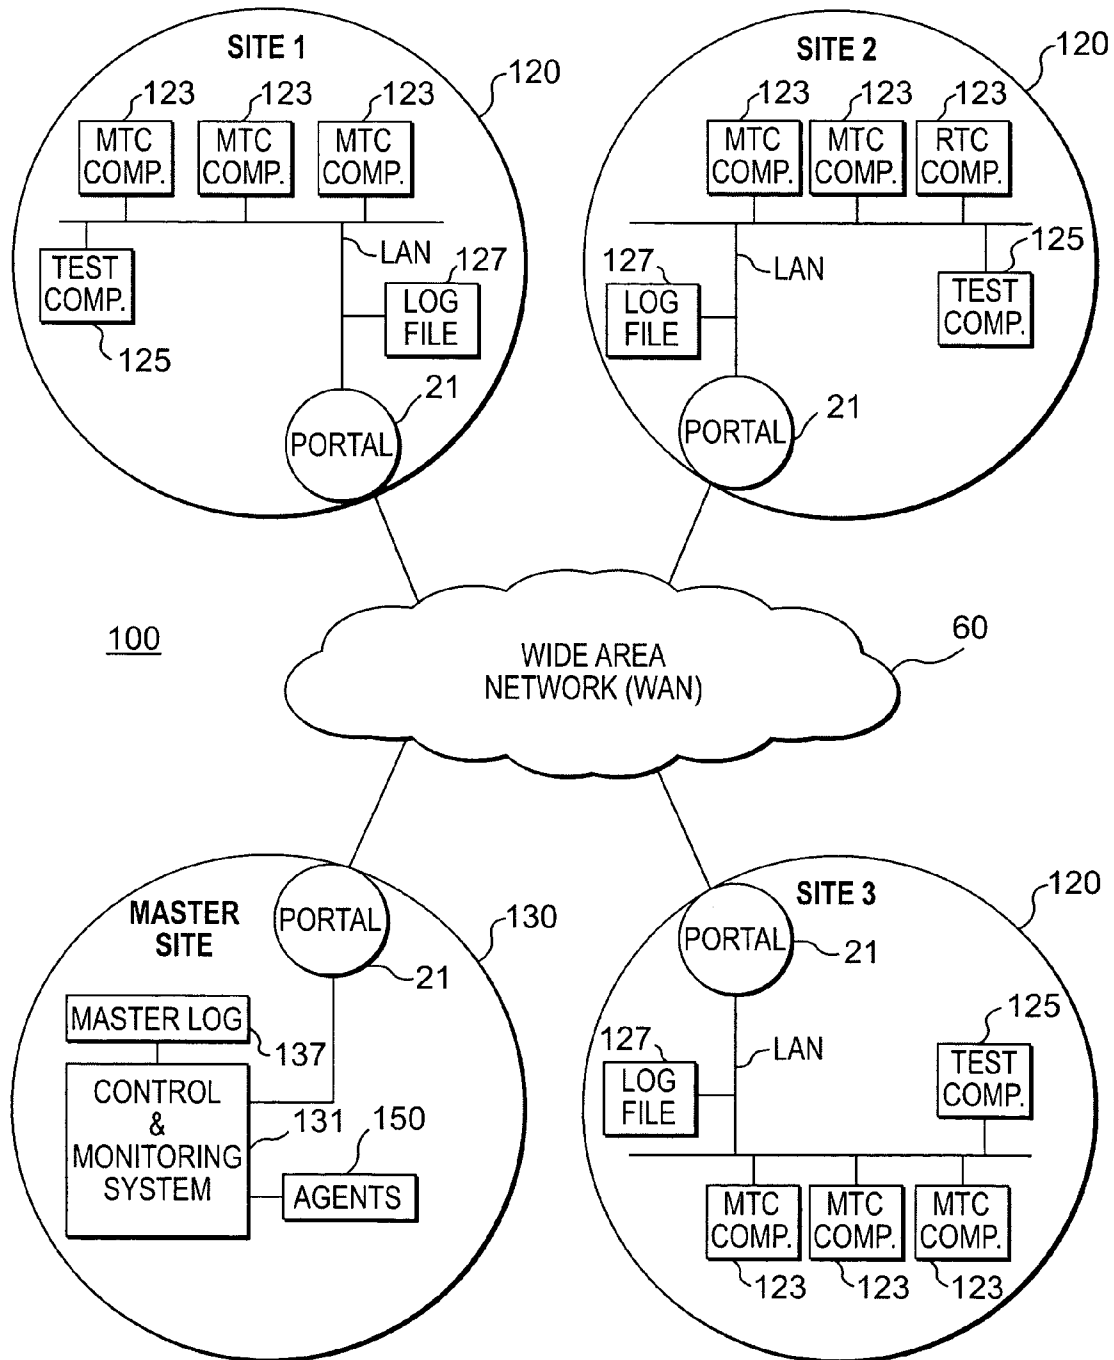 SITE 1
120
123
123
123
MTC
COMP.
MTC
COMP.
MTC
COMP.
LAN
TEST
COMP.
125
127
LOG
FILE
21
PORTAL
SITE 2
120
123
123
123
MTC
COMP.
MTC
COMP.
RTC
COMP.
LAN
127
LOG
FILE
125
TEST
COMP.
21
PORTAL
100
WIDE AREA
NETWORK (WAN)
60
MASTER
SITE
PORTAL
130
21
MASTER LOG
137
CONTROL
&
MONITORING
SYSTEM
131
150
AGENTS
SITE 3
120
PORTAL
21
127
LOG
FILE
LAN
125
TEST
COMP.
MTC
COMP.
MTC
COMP.
MTC
COMP.
123
123
123